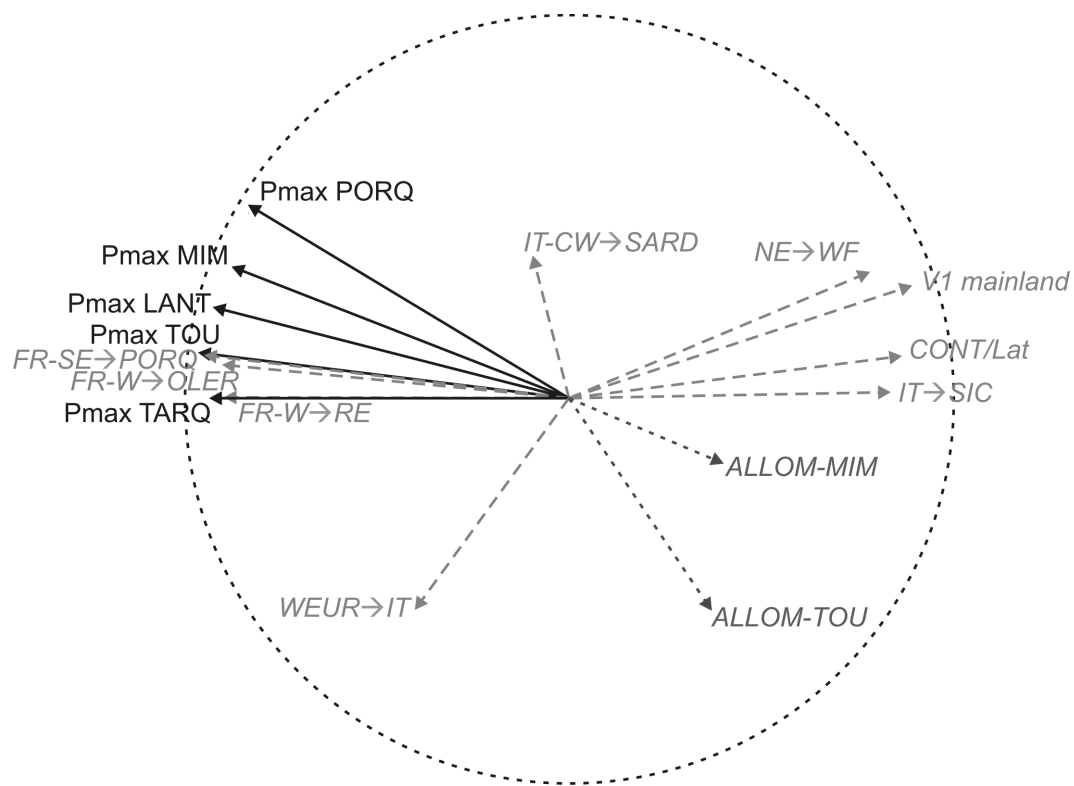 Pmax PORQ
IT-CW→SARD
NE→WF
Pmax MIM
V1 mainland
Pmax LANT
Pmax TOU
CONT/Lat
FR-SE→PORQ
FR-W→OLER
IT→SIC
Pmax TARQ
FR-W→RE
ALLOM-MIM
WEUR→IT
ALLOM-TOU